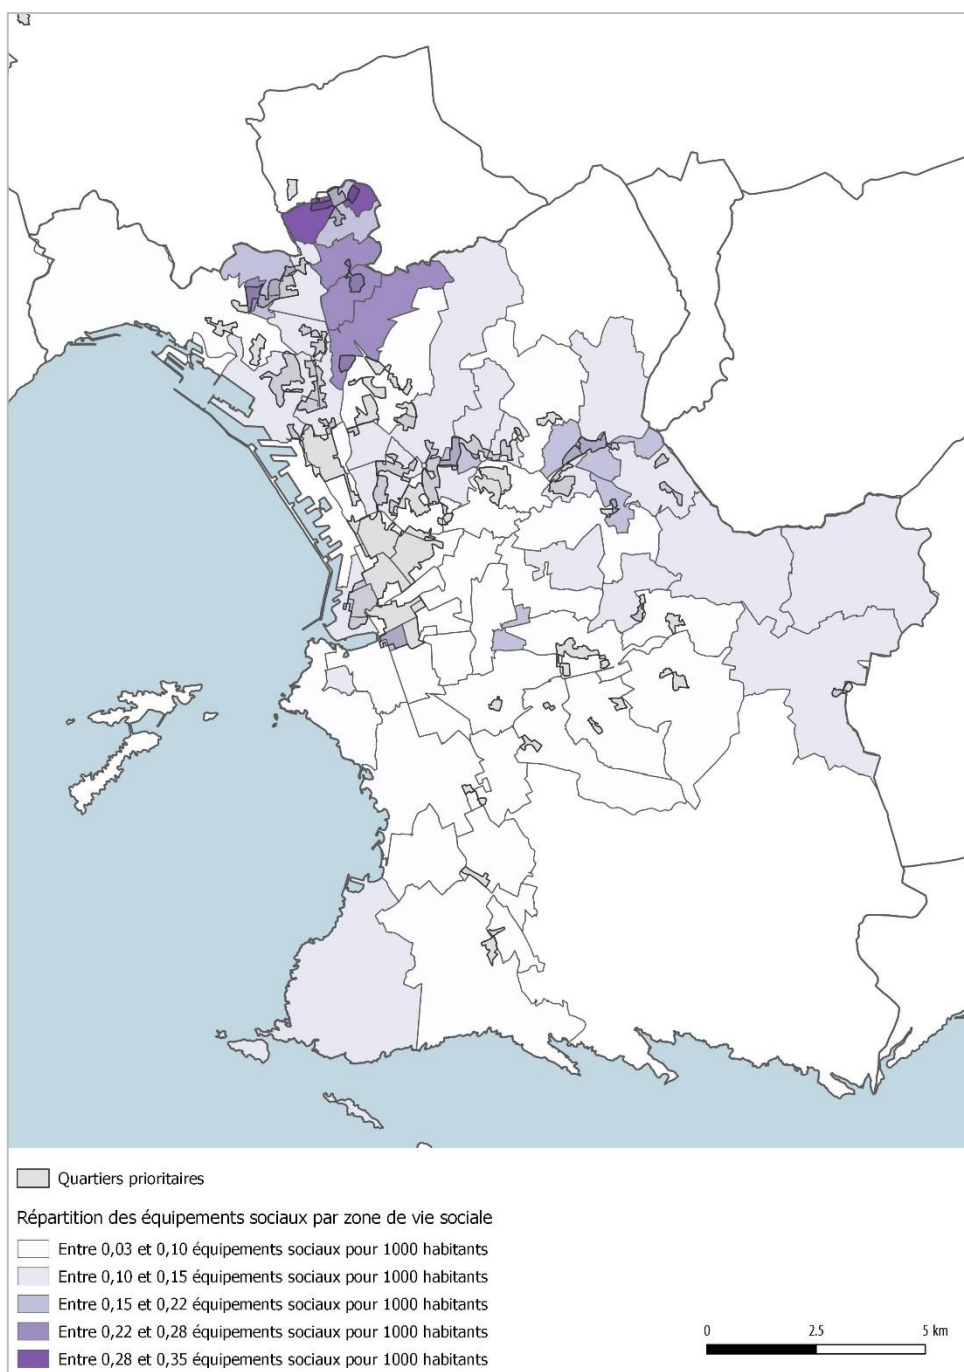 Quartiers prioritaires
Répartition des équipements sociaux par zone de vie sociale
Entre 0,03 et 0,10 équipements sociaux pour 1000 habitants
Entre 0,10 et 0,15 équipements sociaux pour 1000 habitants
Entre 0,15 et 0,22 équipements sociaux pour 1000 habitants
Entre 0,22 et 0,28 équipements sociaux pour 1000 habitants
Entre 0,28 et 0,35 équipements sociaux pour 1000 habitants
0 2.5 5 km